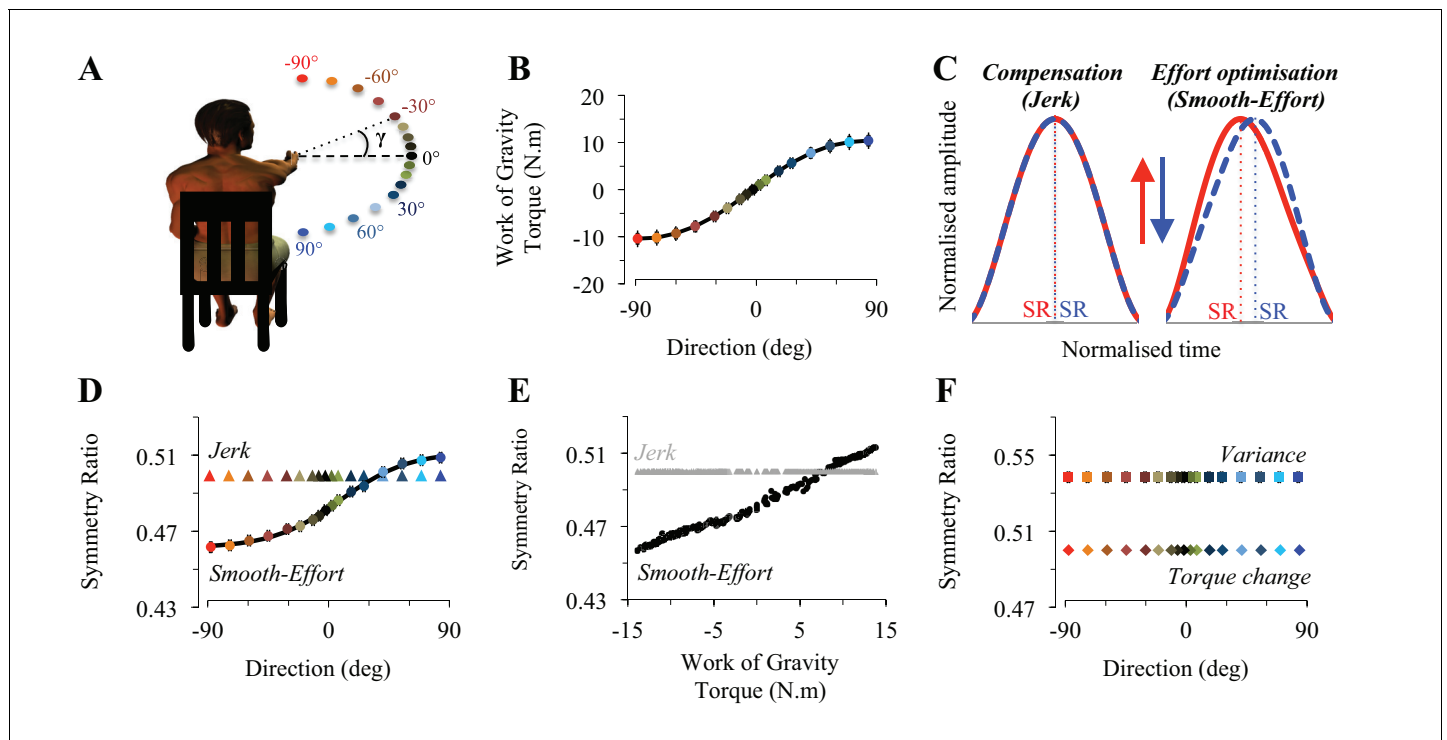 A
-90°
-60°
-30°
γ
0°
30°
60°
90°
B
Work of Gravity
Torque (N.m)
20
10
0
-10
-20
-90
0
90
Direction (deg)
C
Compensation
(Jerk)
Effort optimisation
(Smooth-Effort)
Normalised amplitude
SR
SR
SR
SR
Normalised time
D
Symmetry Ratio
0.51
0.47
0.43
Jerk
Smooth-Effort
-90
0
90
Direction (deg)
E
Symmetry Ratio
0.51
0.47
0.43
Jerk
Smooth-Effort
-15
-5
5
15
Work of Gravity
Torque (N.m)
F
Symmetry Ratio
0.55
0.51
0.47
Variance
Torque change
-90
0
90
Direction (deg)